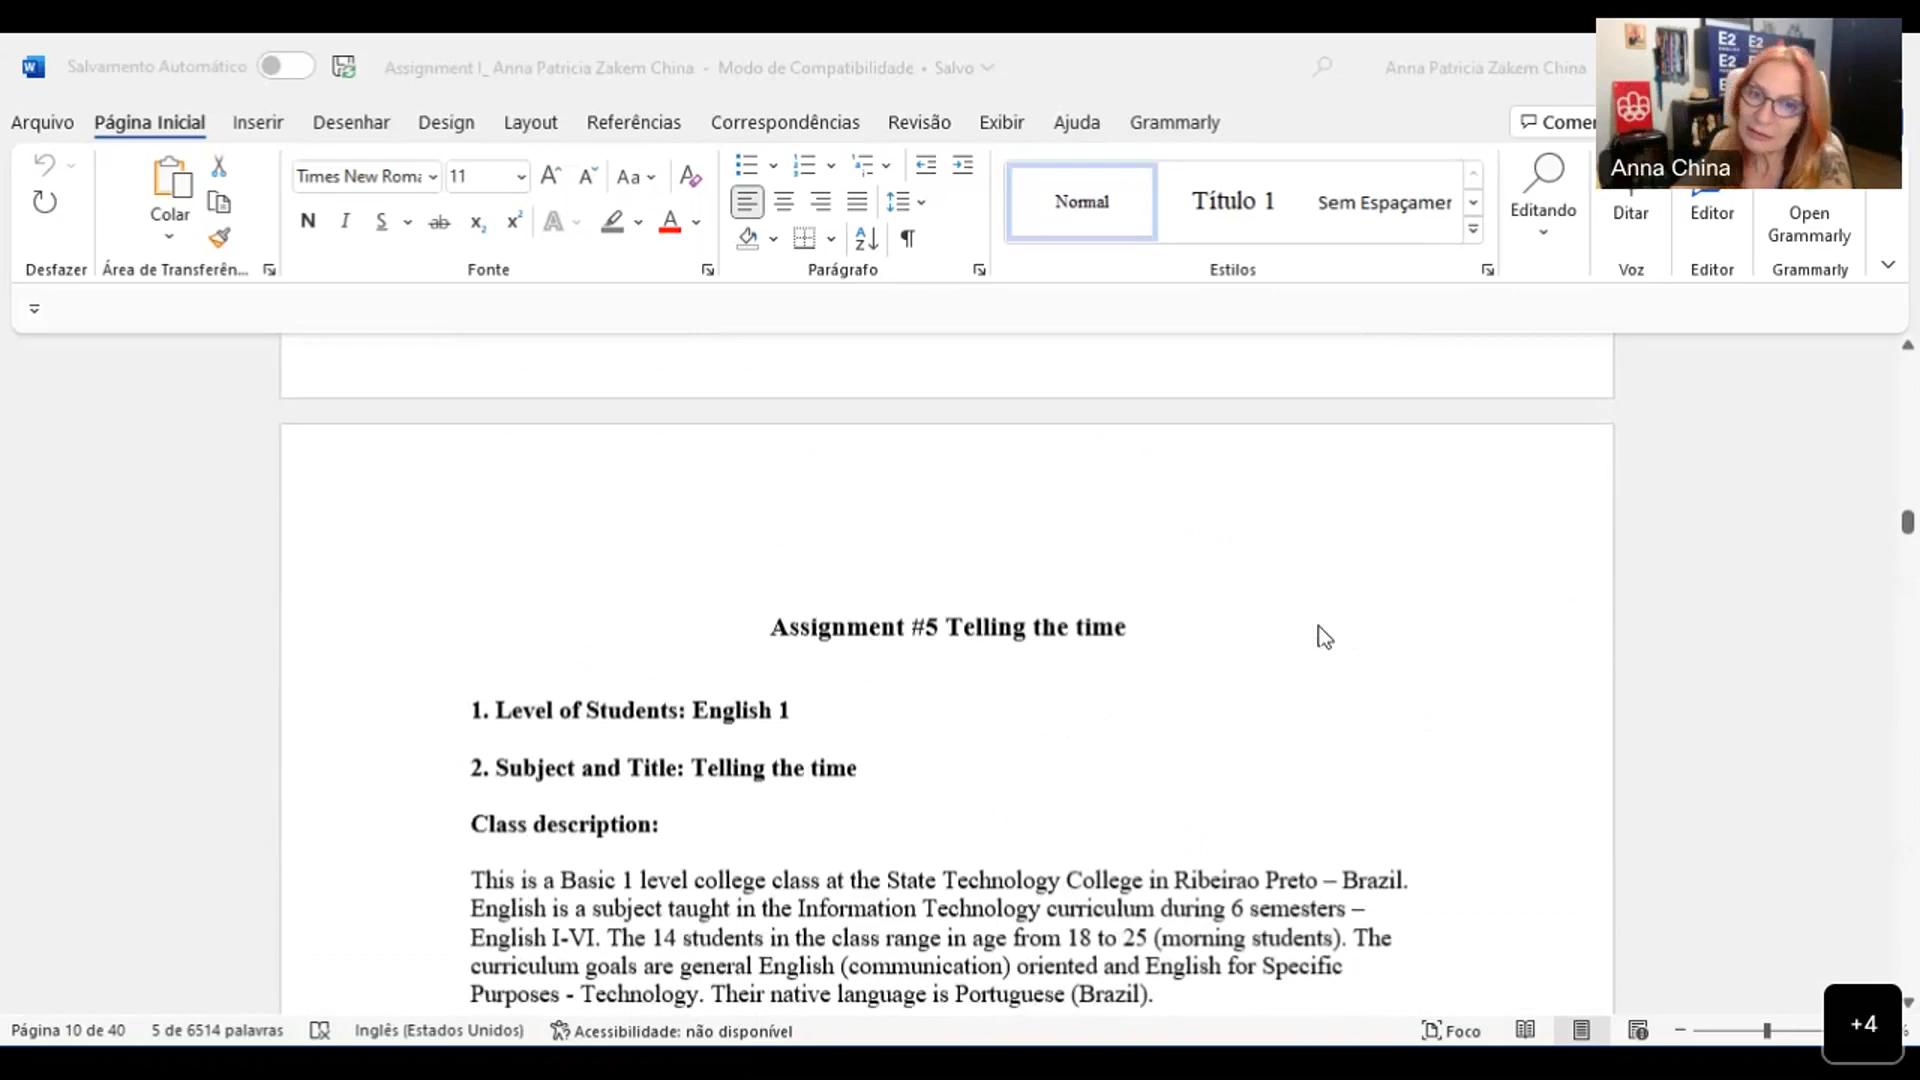 Salvamento Automático
Assignment I_ Anna Patricia Zakem China - Modo de Compatibilidade • Salvo
Anna Patricia Zakem China
Arquivo Página Inicial Inserir Desenhar Design Layout Referências Correspondências Revisão Exibir Ajuda Grammarly
Comer
E2 E2
E2
Anna China
Times New Roma 11
Colar
Normal Título 1 Sem Espaçamer
Editando Ditar Editor Open Grammarly
Desfazer Área de Transferên... Fonte Parágrafo Estilos Voz Editor Grammarly
Assignment #5 Telling the time
1. Level of Students: English 1
2. Subject and Title: Telling the time
Class description:
This is a Basic 1 level college class at the State Technology College in Ribeirao Preto – Brazil.
English is a subject taught in the Information Technology curriculum during 6 semesters –
English I-VI. The 14 students in the class range in age from 18 to 25 (morning students). The
curriculum goals are general English (communication) oriented and English for Specific
Purposes - Technology. Their native language is Portuguese (Brazil).
Página 10 de 40 5 de 6514 palavras Inglês (Estados Unidos) Acessibilidade: não disponível Foco
+4